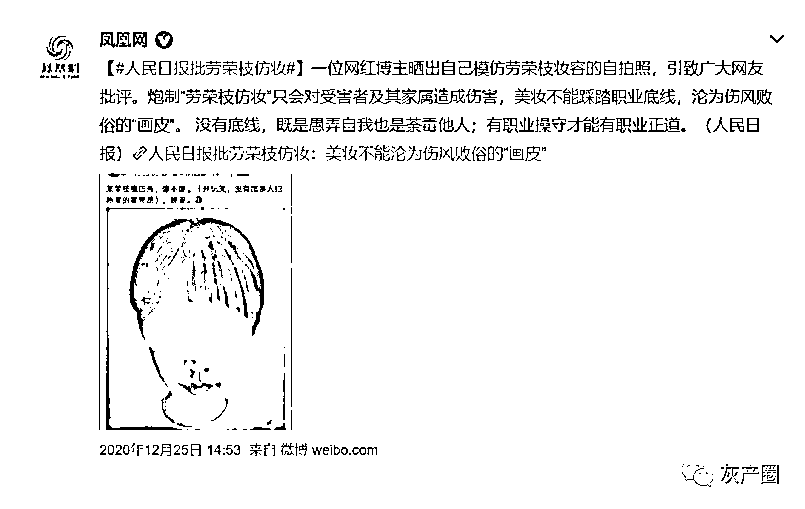 凤凰网
【#人民日报批劳荣枝仿妆#】一位网红博主晒出自己模仿劳荣枝妆容的自拍照，引致广大网友
批评。炮制“劳荣枝仿妆”只会对受害者及其家属造成伤害，美妆不能踩踏职业底线，沦为伤风败
俗的“画皮”。 没有底线，既是愚弄自我也是荼毒他人；有职业操守才能有职业正道。（人民日
报）人民日报批劳荣枝仿妆：美妆不能沦为伤风败俗的“画皮”
2020年12月25日 14:53 来自 微博 weibo.com
灰产圈